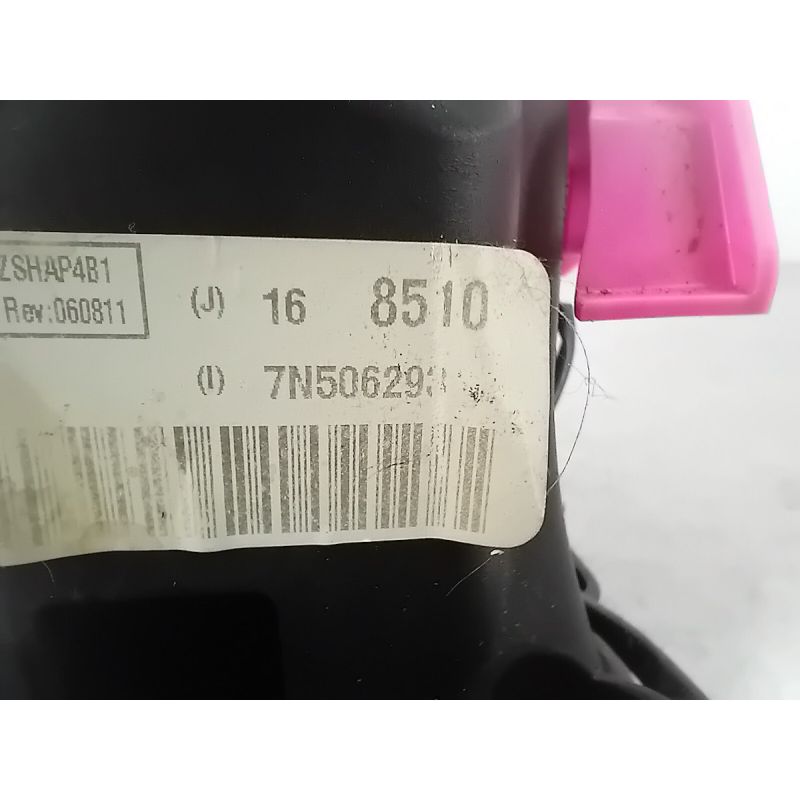 ZSHAP4B1
Rev:060811
(J) 16 8510
(I) 7N506293